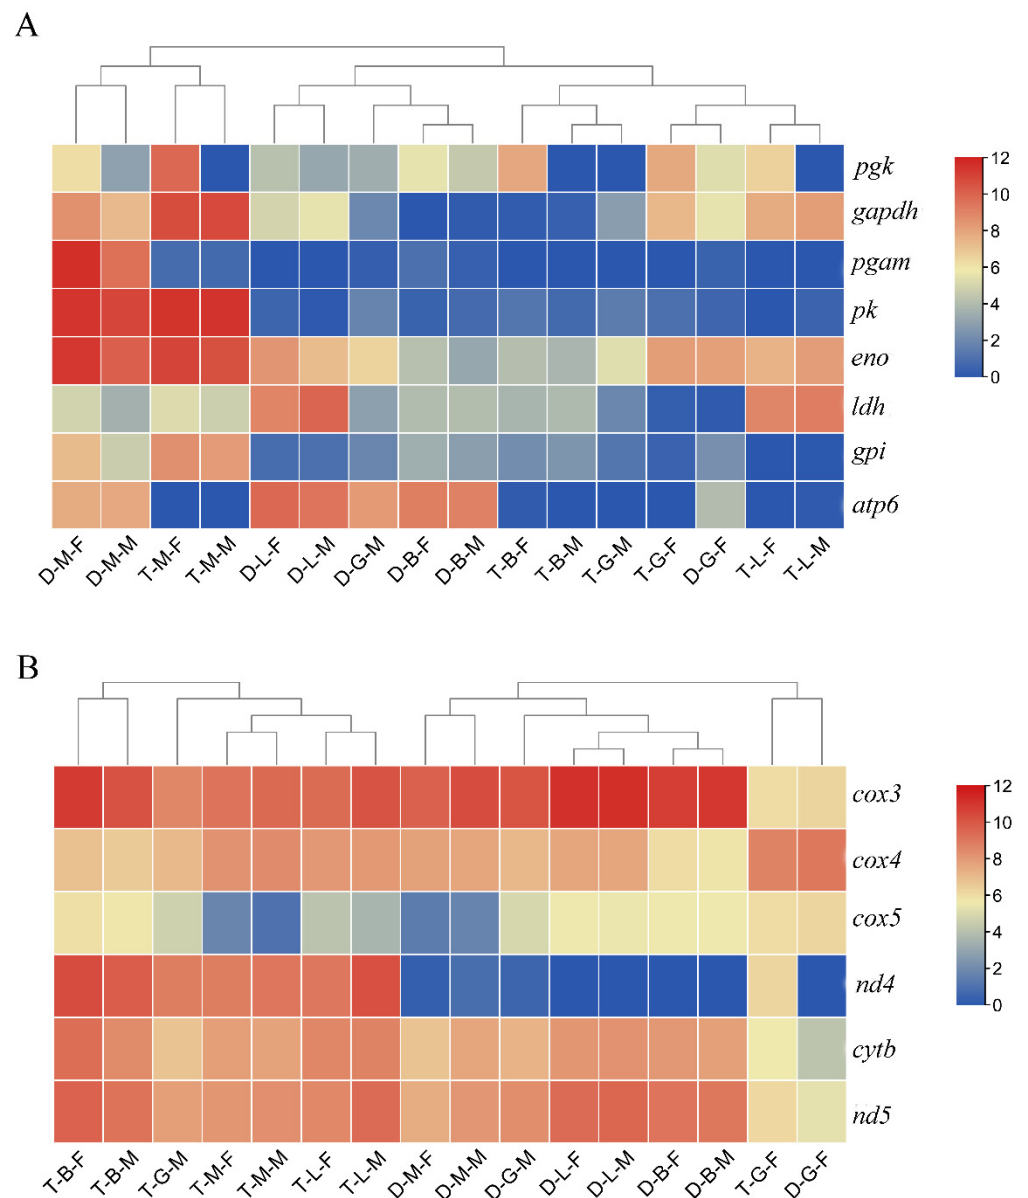 A
pgk
gapdh
pgam
pk
eno
ldh
gpi
atp6
12
10
8
6
4
2
0
D-M-F D-M-M T-M-F T-M-M D-L-F D-L-M D-G-M D-B-F D-B-M T-B-F T-B-M T-G-M T-G-F D-G-F T-L-F T-L-M
B
cox3
cox4
cox5
nd4
cytb
nd5
12
10
8
6
4
2
0
T-B-F T-B-M T-G-M T-M-F T-M-M T-L-F T-L-M D-M-F D-M-M D-G-M D-L-F D-L-M D-B-F D-B-M T-G-F D-G-F